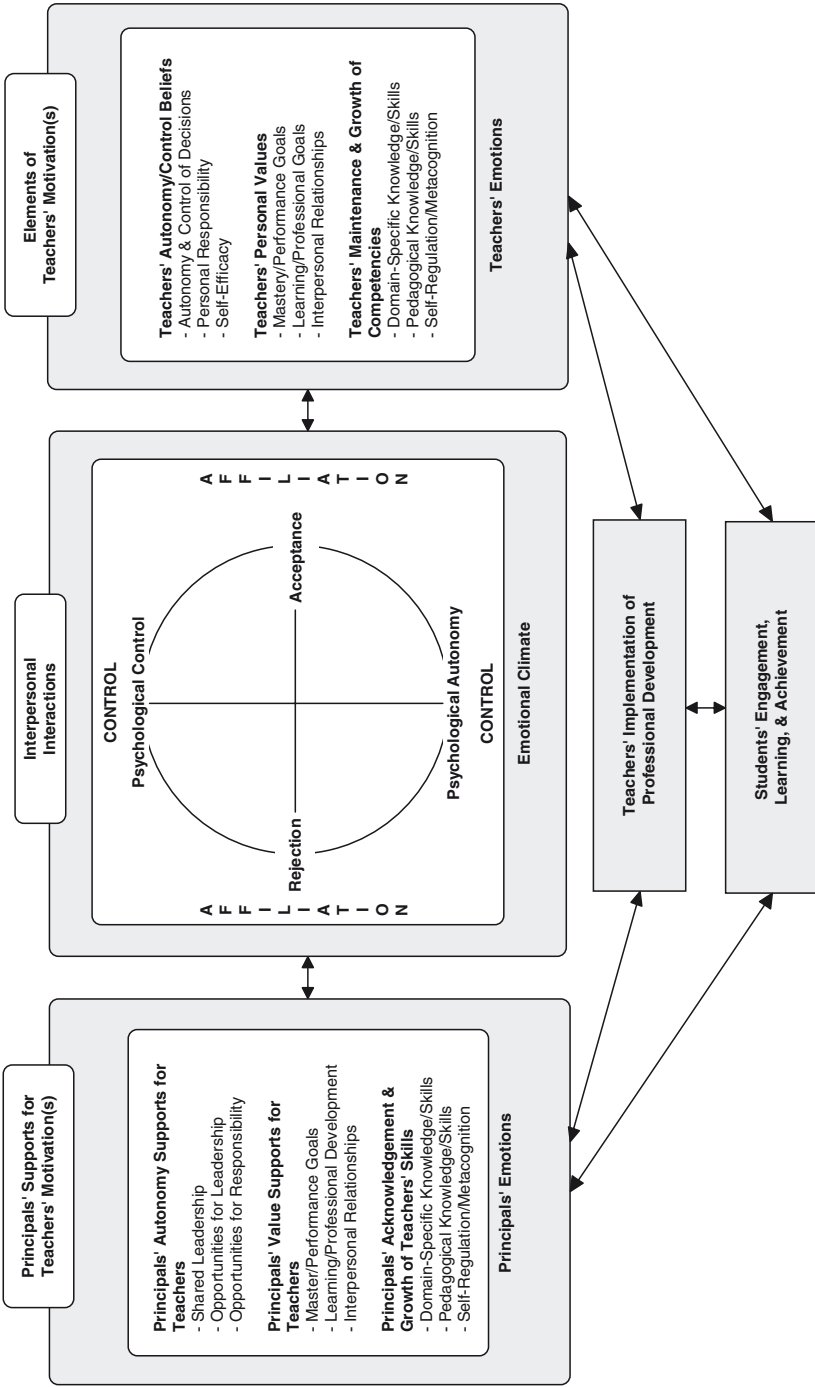 Principals' Supports for
Teachers' Motivation(s)
Principals' Autonomy Supports for
Teachers
- Shared Leadership
- Opportunities for Leadership
- Opportunities for Responsibility
Principals' Value Supports for
Teachers
- Master/Performance Goals
- Learning/Professional Development
- Interpersonal Relationships
Principals' Acknowledgement &
Growth of Teachers' Skills
- Domain-Specific Knowledge/Skills
- Pedagogical Knowledge/Skills
- Self-Regulation/Metacognition
Principals' Emotions
Interpersonal
Interactions
CONTROL
Psychological Control
AFFILIATION
Rejection
Acceptance
AFFILIATION
Psychological Autonomy
CONTROL
Emotional Climate
Elements of
Teachers' Motivation(s)
Teachers' Autonomy/Control Beliefs
- Autonomy & Control of Decisions
- Personal Responsibility
- Self-Efficacy
Teachers' Personal Values
- Mastery/Performance Goals
- Learning/Professional Goals
- Interpersonal Relationships
Teachers' Maintenance & Growth of
Competencies
- Domain-Specific Knowledge/Skills
- Pedagogical Knowledge/Skills
- Self-Regulation/Metacognition
Teachers' Emotions
Teachers' Implementation of
Professional Development
Students' Engagement,
Learning, & Achievement